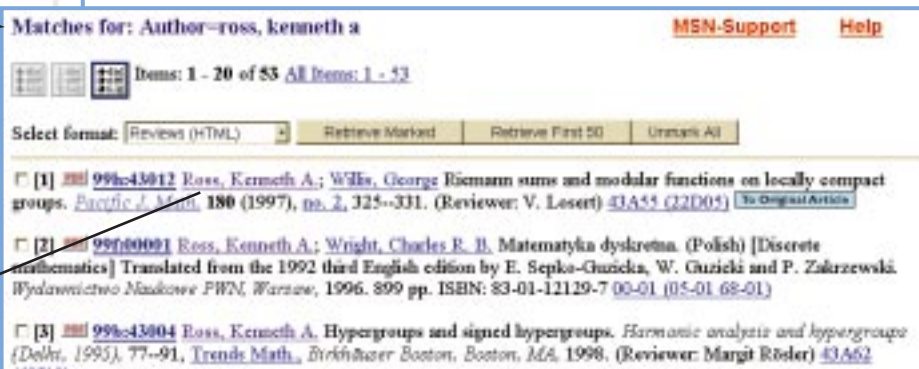 Matches for: Author=ross, kenneth a MSN-Support Help
Items: 1 - 20 of 53 All Items: 1 - 53
Select format: Reviews (HTML) Retrieve Marked Retrieve First 50 Unmark All
[1] 99h:43012 Ross, Kenneth A.; Willis, George Riemann sums and modular functions on locally compact
groups. Pacific J. Math. 180 (1997), no. 2, 325--331. (Reviewer: V. Losert) 43A55 (22D05) To Original Article
[2] Ross, Kenneth A.; Wright, Charles R. B. Matematyka dyskretna. (Polish) [Discrete
mathematics] Translated from the 1992 third English edition by E. Sepko-Guzicka, W. Guzicki and P. Zakrzewski.
Wydawnictwo Naukowe PWN, Warsaw, 1996. 899 pp. ISBN: 83-01-12129-7 00-01 (05-01 68-01)
[3] 99h:43004 Ross, Kenneth A. Hypergroups and signed hypergroups. Harmonic analysis and hypergroups
(Delhi, 1995), 77--91, Trends Math., Birkhäuser Boston, Boston, MA, 1998. (Reviewer: Margit Rösler) 43A62